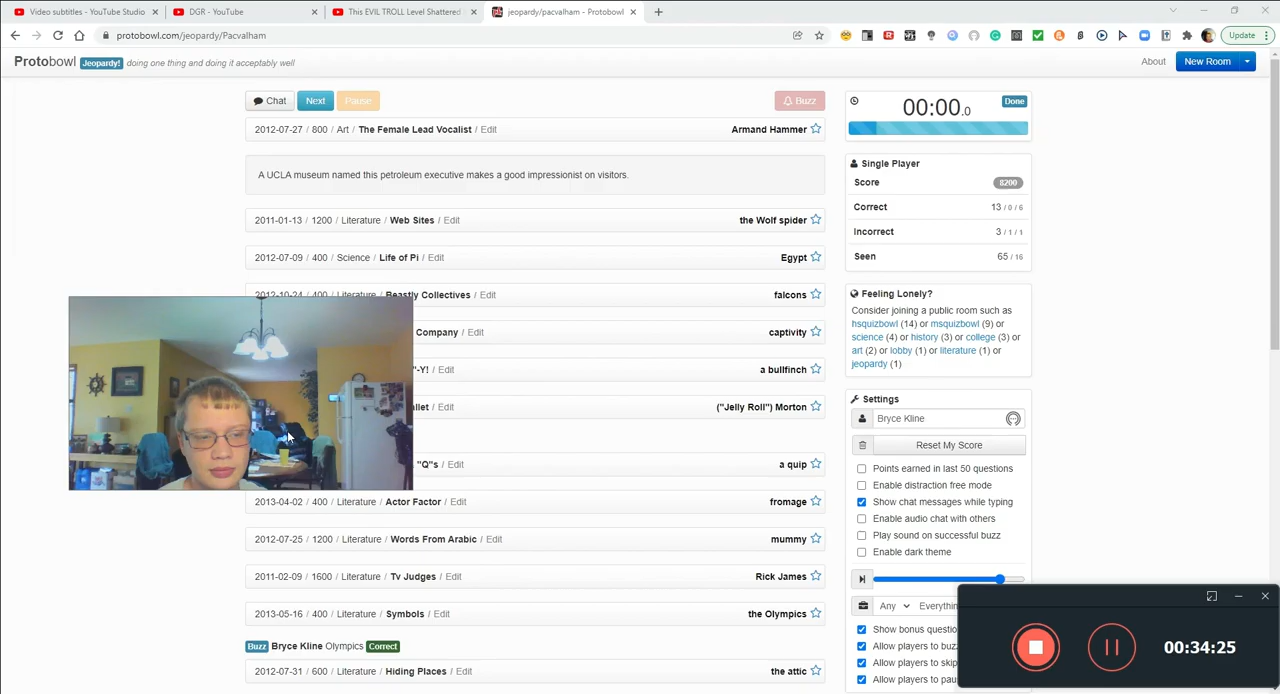 Video subtitles - YouTube Studio
DGR - YouTube
This EVIL TROLL Level Shattered
jeopardy/pacvalham - Protobowl
protobowl.com/jeopardy/Pacvalham
Update
Protobowl Jeopardy! doing one thing and doing it acceptably well
About
New Room
Chat Next Pause Buzz
2012-07-27 / 800 / Art / The Female Lead Vocalist / Edit Armand Hammer
A UCLA museum named this petroleum executive makes a good impressionist on visitors.
2011-01-13 / 1200 / Literature / Web Sites / Edit the Wolf spider
2012-07-09 / 400 / Science / Life of Pi / Edit Egypt
2012-10-24 / 400 / Literature / Beastly Collectives / Edit falcons
Company / Edit captivity
"-Y! / Edit a bullfinch
llet / Edit ("Jelly Roll") Morton
"Q"s / Edit a quip
2013-04-02 / 400 / Literature / Actor Factor / Edit fromage
2012-07-25 / 1200 / Literature / Words From Arabic / Edit mummy
2011-02-09 / 1600 / Literature / Tv Judges / Edit Rick James
2013-05-16 / 400 / Literature / Symbols / Edit the Olympics
Buzz Bryce Kline Olympics Correct
2012-07-31 / 600 / Literature / Hiding Places / Edit the attic
00:00.0 Done
Single Player
Score 8200
Correct 13 / 0 / 6
Incorrect 3 / 1 / 1
Seen 65 / 16
Feeling Lonely?
Consider joining a public room such as
hsquizbowl (14) or msquizbowl (9) or
science (4) or history (3) or college (3) or
art (2) or lobby (1) or literature (1) or
jeopardy (1)
Settings
Bryce Kline
Reset My Score
Points earned in last 50 questions
Enable distraction free mode
Show chat messages while typing
Enable audio chat with others
Play sound on successful buzz
Enable dark theme
Any Everythin
Show bonus questio
Allow players to buz
Allow players to skip
Allow players to pau
00:34:25